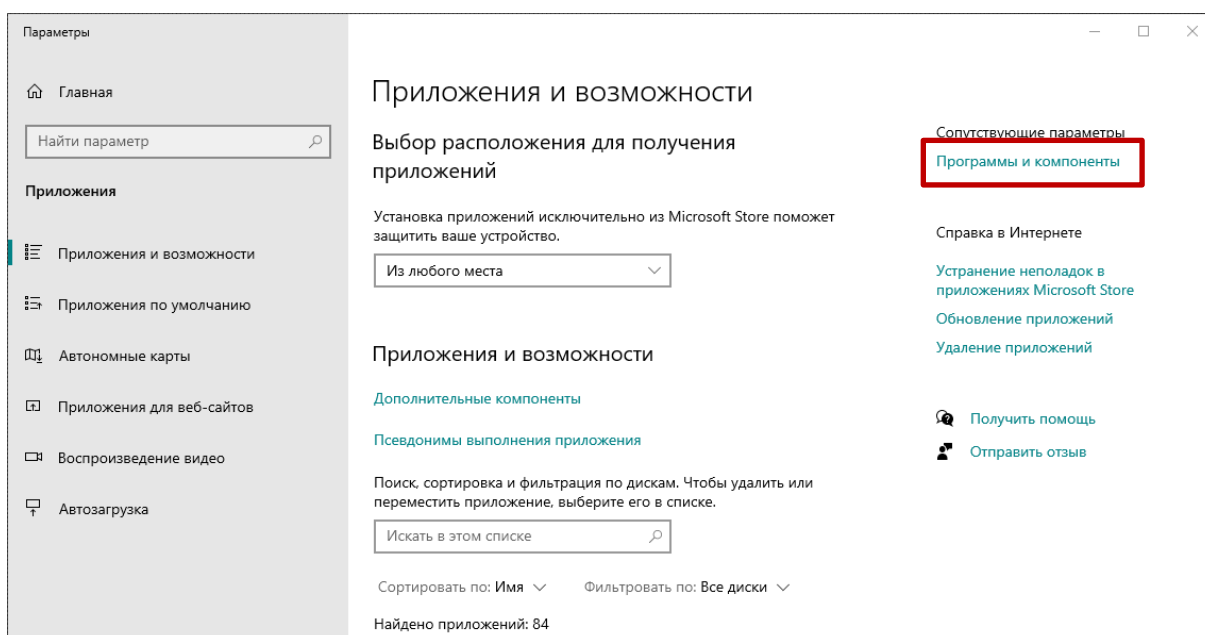 Параметры
Главная
Найти параметр
Приложения
Приложения и возможности
Приложения по умолчанию
Автономные карты
Приложения для веб-сайтов
Воспроизведение видео
Автозагрузка
Приложения и возможности
Выбор расположения для получения
приложений
Установка приложений исключительно из Microsoft Store поможет
защитить ваше устройство.
Из любого места
Приложения и возможности
Дополнительные компоненты
Псевдонимы выполнения приложения
Поиск, сортировка и фильтрация по дискам. Чтобы удалить или
переместить приложение, выберите его в списке.
Искать в этом списке
Сортировать по: Имя
Фильтровать по: Все диски
Найдено приложений: 84
Сопутствующие параметры
Программы и компоненты
Справка в Интернете
Устранение неполадок в
приложениях Microsoft Store
Обновление приложений
Удаление приложений
Получить помощь
Отправить отзыв